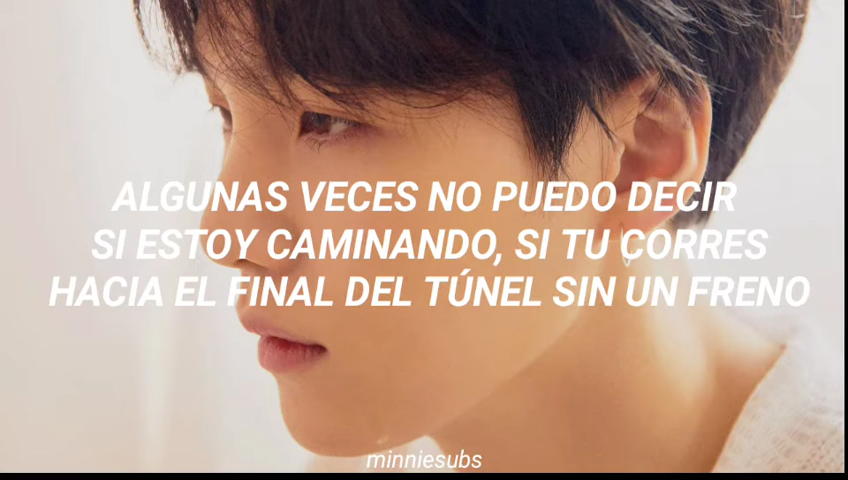 ALGUNAS VECES NO PUEDO DECIR
SI ESTOY CAMINANDO, SI TU CORRES
HACIA EL FINAL DEL TÚNEL SIN UN FRENO
minniesubs